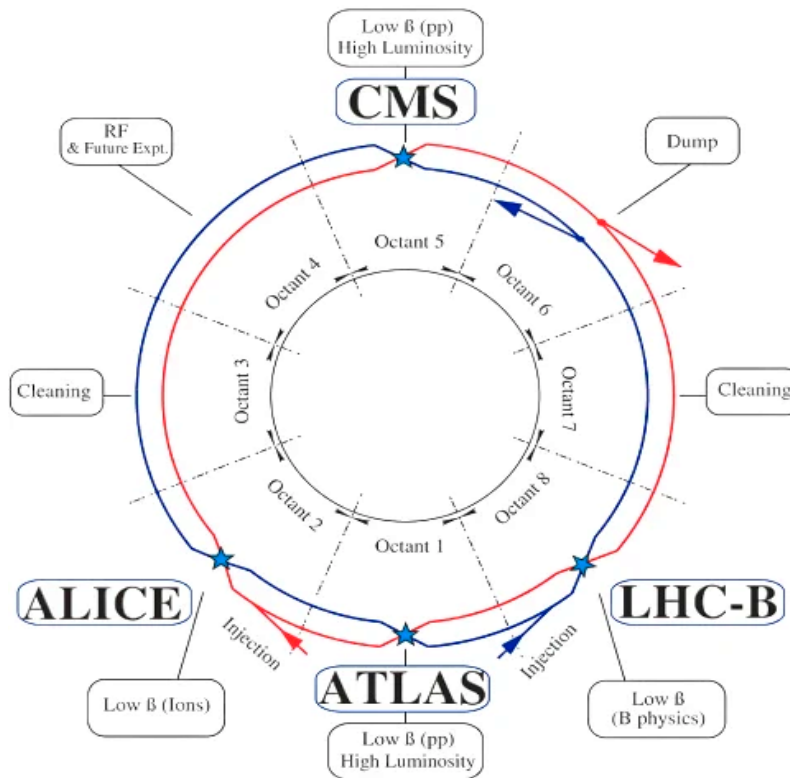 Low ß (pp)
High Luminosity
CMS
RF
& Future Expt.
Dump
Octant 5
Octant 4
Octant 6
Cleaning
Octant 3
Octant 7
Cleaning
Octant 2
Octant 8
Octant 1
ALICE
LHC-B
Injection
Injection
ATLAS
Low ß (Ions)
Low ß
(B physics)
Low ß (pp)
High Luminosity